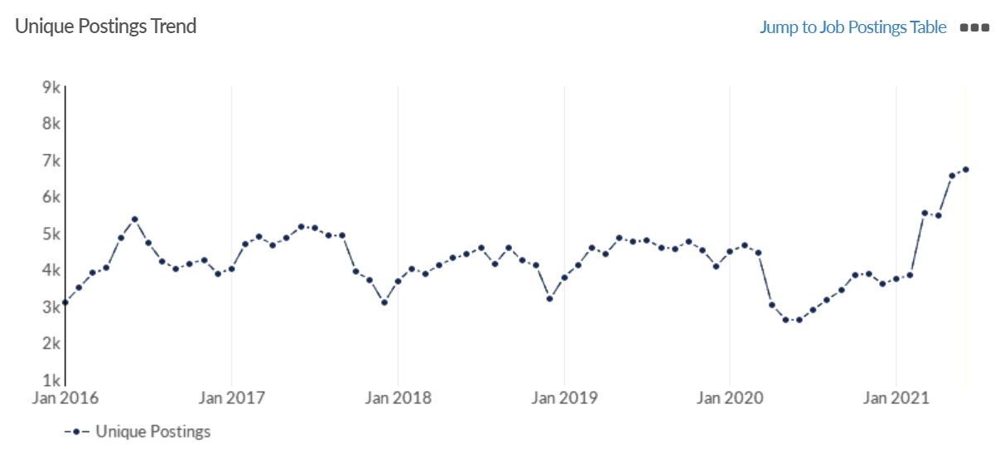 Unique Postings Trend
Jump to Job Postings Table
9k
8k
7k
6k
5k
4k
3k
2k
1k
Jan 2016 Jan 2017 Jan 2018 Jan 2019 Jan 2020 Jan 2021
Unique Postings